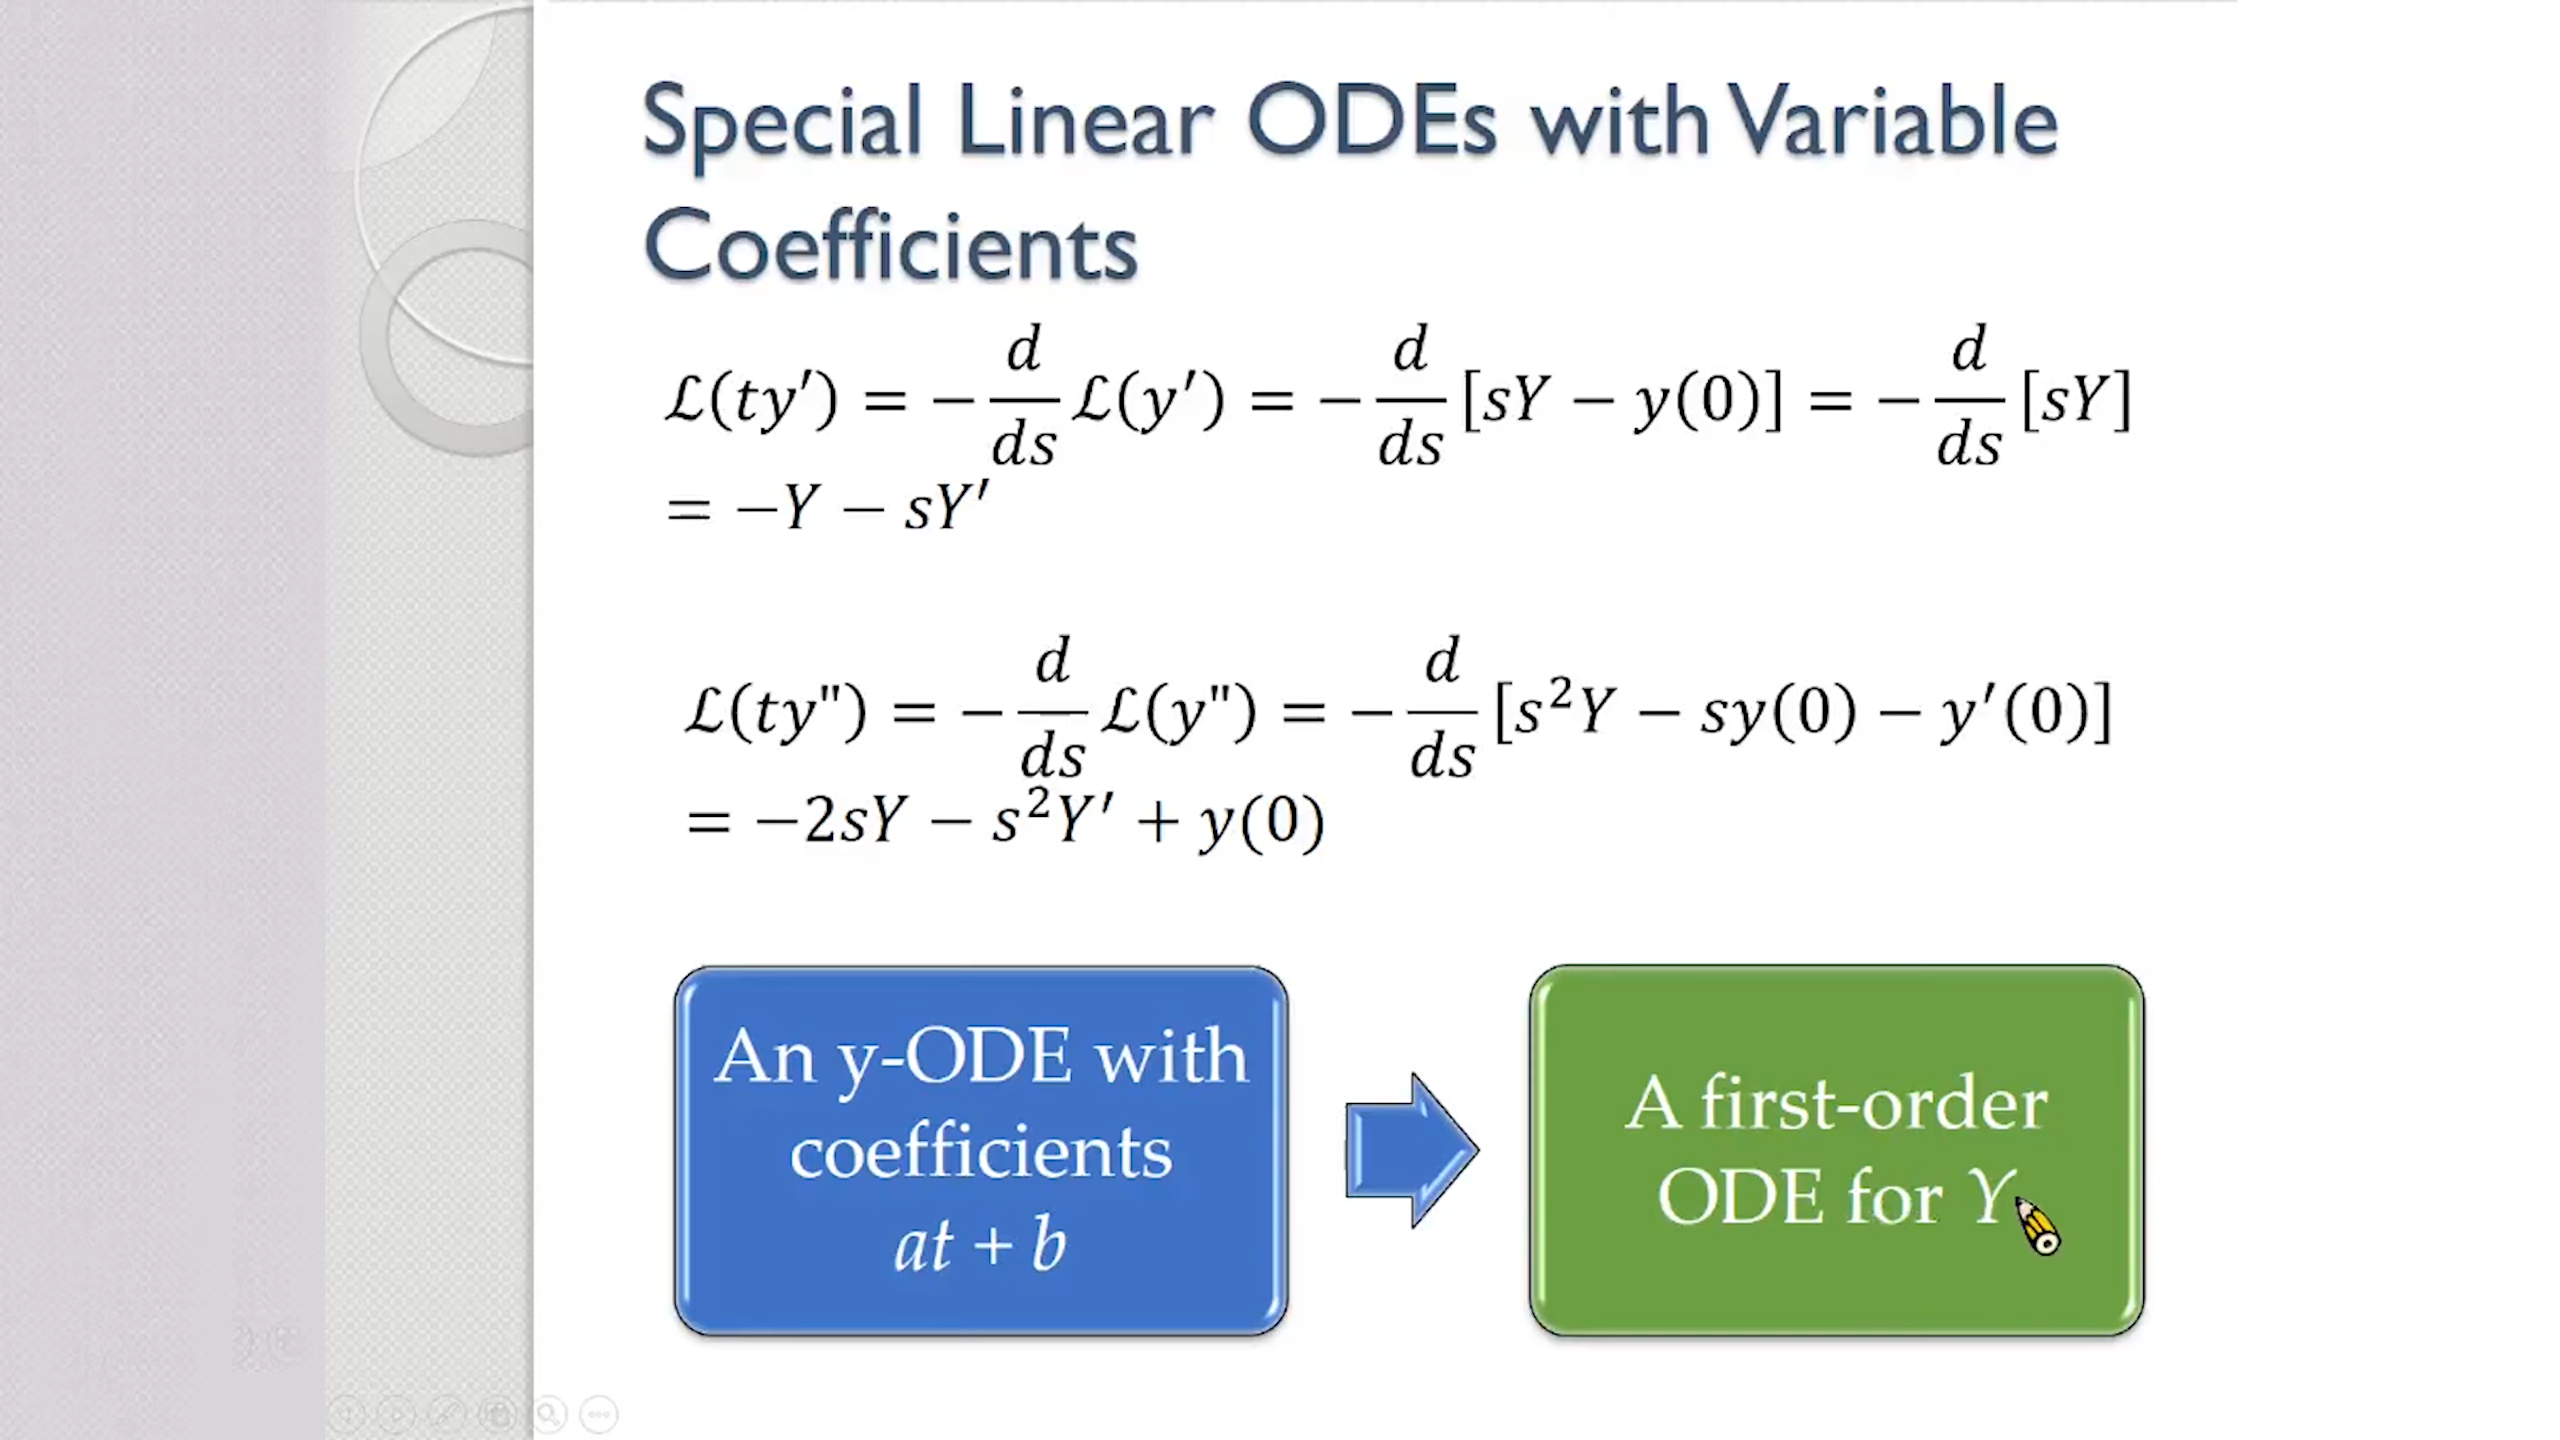 Special Linear ODEs with Variable
Coefficients
ℒ(ty′) = −d/ds ℒ(y′) = −d/ds [sY − y(0)] = −d/ds [sY]
= −Y − sY′
ℒ(ty") = −d/ds ℒ(y") = −d/ds [s²Y − sy(0) − y′(0)]
= −2sY − s²Y′ + y(0)
An y-ODE with
coefficients
at + b
A first-order
ODE for Y